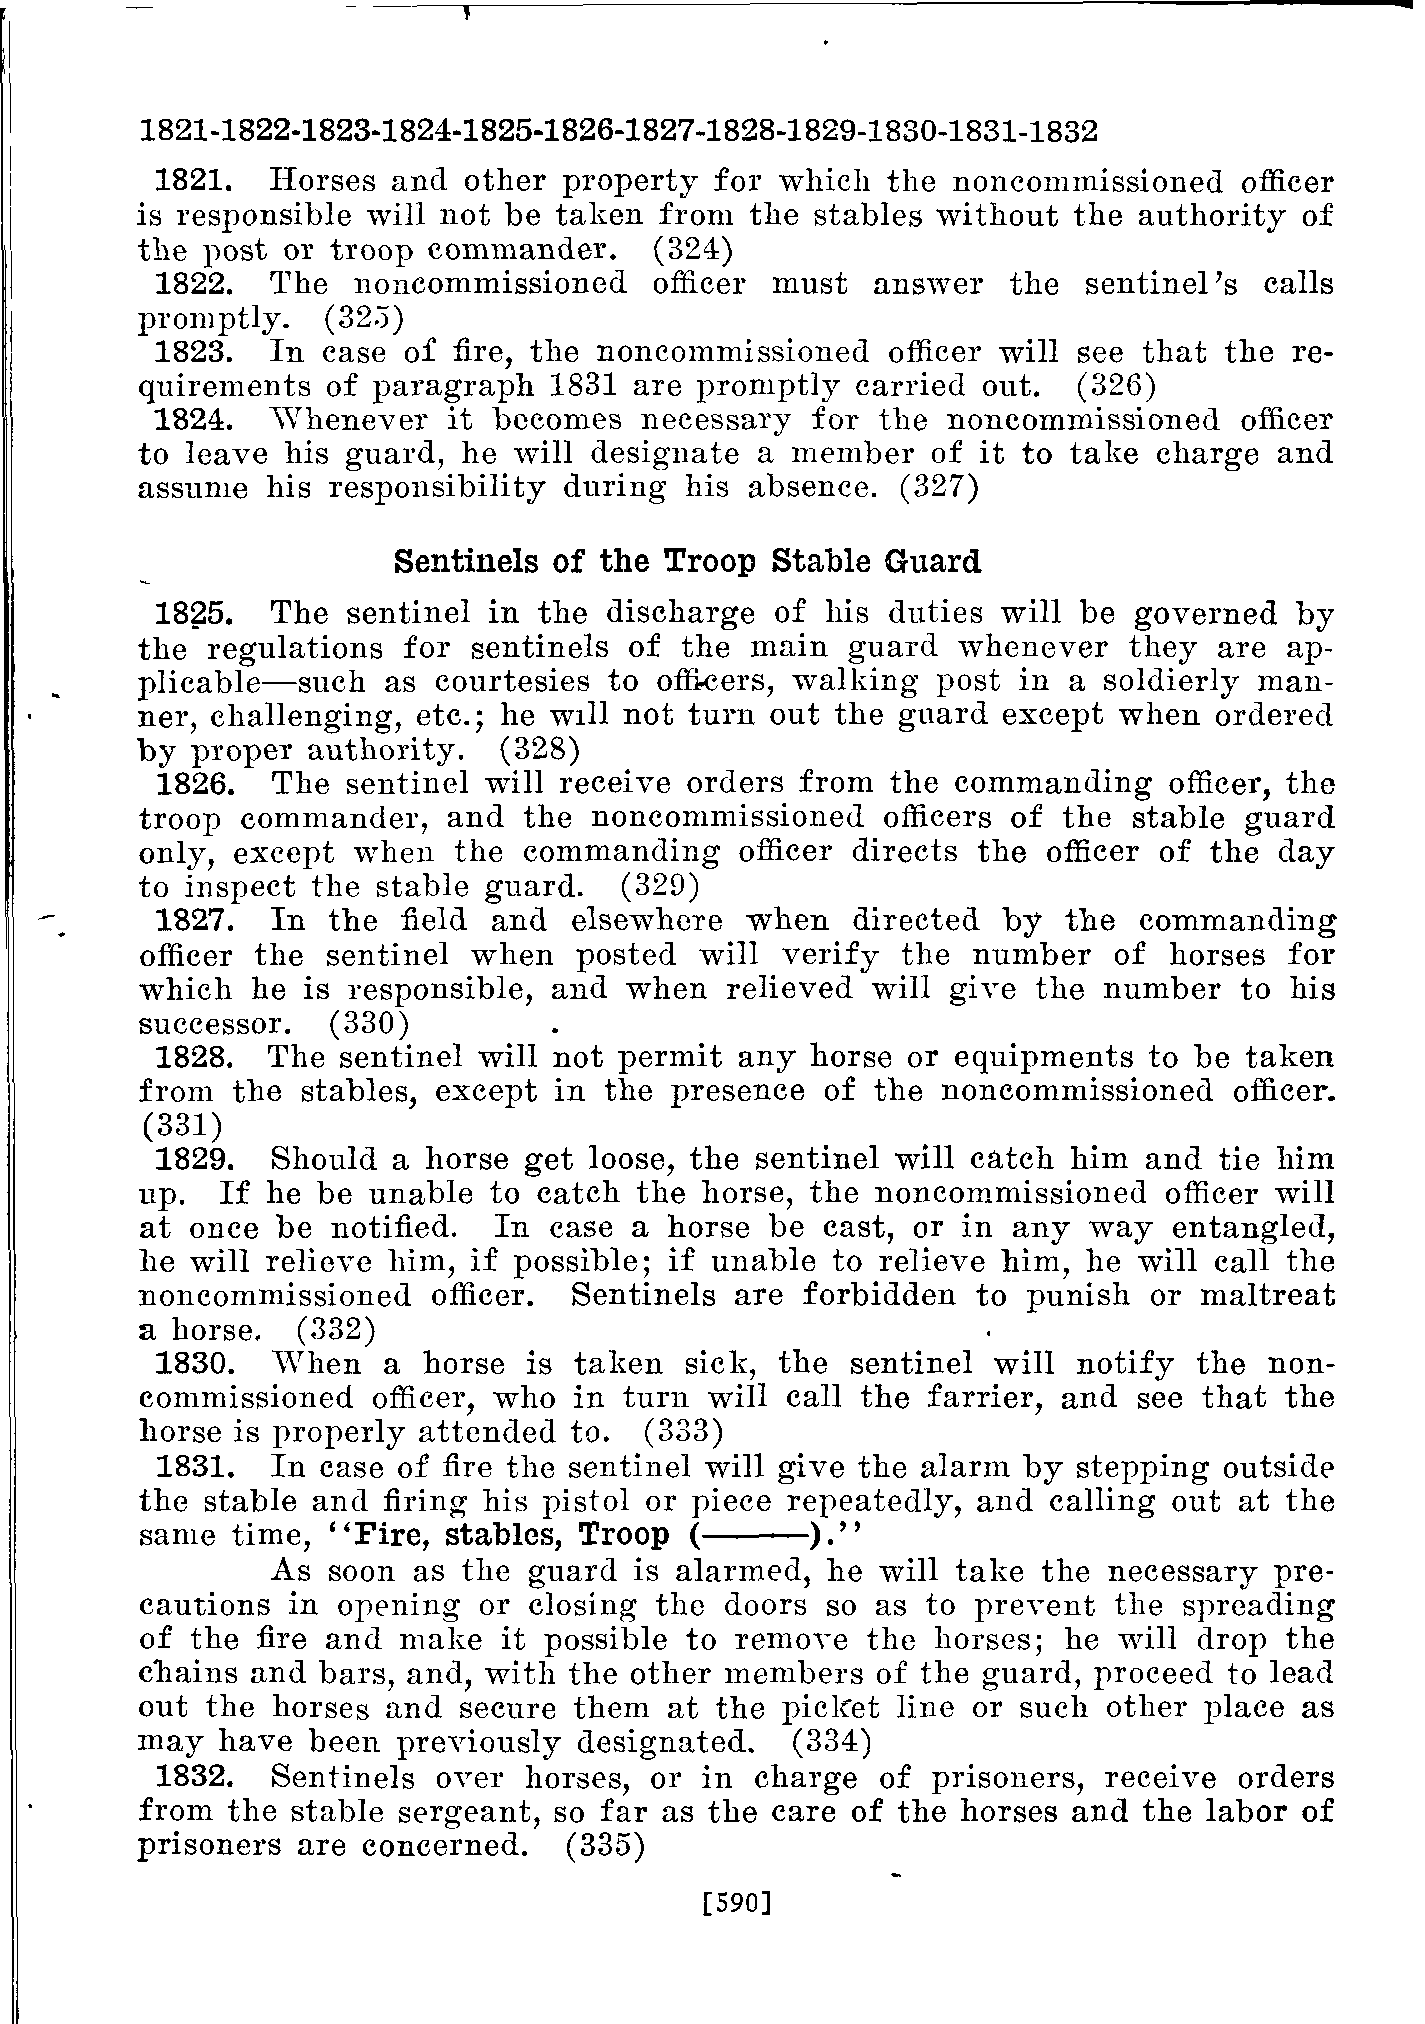 1821-1822-1823-1824-1825-1826-1827-1828-1829-1830-1831-1832
1821. Horses and other property for which the noncommissioned officer
is responsible will not be taken from the stables without the authority of
the post or troop commander. (324)
1822. The noncommissioned officer must answer the sentinel's calls
promptly. (325)
1823. In case of fire, the noncommissioned officer will see that the re-
quirements of paragraph 1831 are promptly carried out. (326)
1824. Whenever it becomes necessary for the noncommissioned officer
to leave his guard, he will designate a member of it to take charge and
assume his responsibility during his absence. (327)
Sentinels of the Troop Stable Guard
1825. The sentinel in the discharge of his duties will be governed by
the regulations for sentinels of the main guard whenever they are ap-
plicable—such as courtesies to officers, walking post in a soldierly man-
ner, challenging, etc.; he will not turn out the guard except when ordered
by proper authority. (328)
1826. The sentinel will receive orders from the commanding officer, the
troop commander, and the noncommissioned officers of the stable guard
only, except when the commanding officer directs the officer of the day
to inspect the stable guard. (329)
1827. In the field and elsewhere when directed by the commanding
officer the sentinel when posted will verify the number of horses for
which he is responsible, and when relieved will give the number to his
successor. (330)
1828. The sentinel will not permit any horse or equipments to be taken
from the stables, except in the presence of the noncommissioned officer.
(331)
1829. Should a horse get loose, the sentinel will catch him and tie him
up. If he be unable to catch the horse, the noncommissioned officer will
at once be notified. In case a horse be cast, or in any way entangled,
he will relieve him, if possible; if unable to relieve him, he will call the
noncommissioned officer. Sentinels are forbidden to punish or maltreat
a horse. (332)
1830. When a horse is taken sick, the sentinel will notify the non-
commissioned officer, who in turn will call the farrier, and see that the
horse is properly attended to. (333)
1831. In case of fire the sentinel will give the alarm by stepping outside
the stable and firing his pistol or piece repeatedly, and calling out at the
same time, "Fire, stables, Troop (———)."
As soon as the guard is alarmed, he will take the necessary pre-
cautions in opening or closing the doors so as to prevent the spreading
of the fire and make it possible to remove the horses; he will drop the
chains and bars, and, with the other members of the guard, proceed to lead
out the horses and secure them at the picket line or such other place as
may have been previously designated. (334)
1832. Sentinels over horses, or in charge of prisoners, receive orders
from the stable sergeant, so far as the care of the horses and the labor of
prisoners are concerned. (335)
[590]